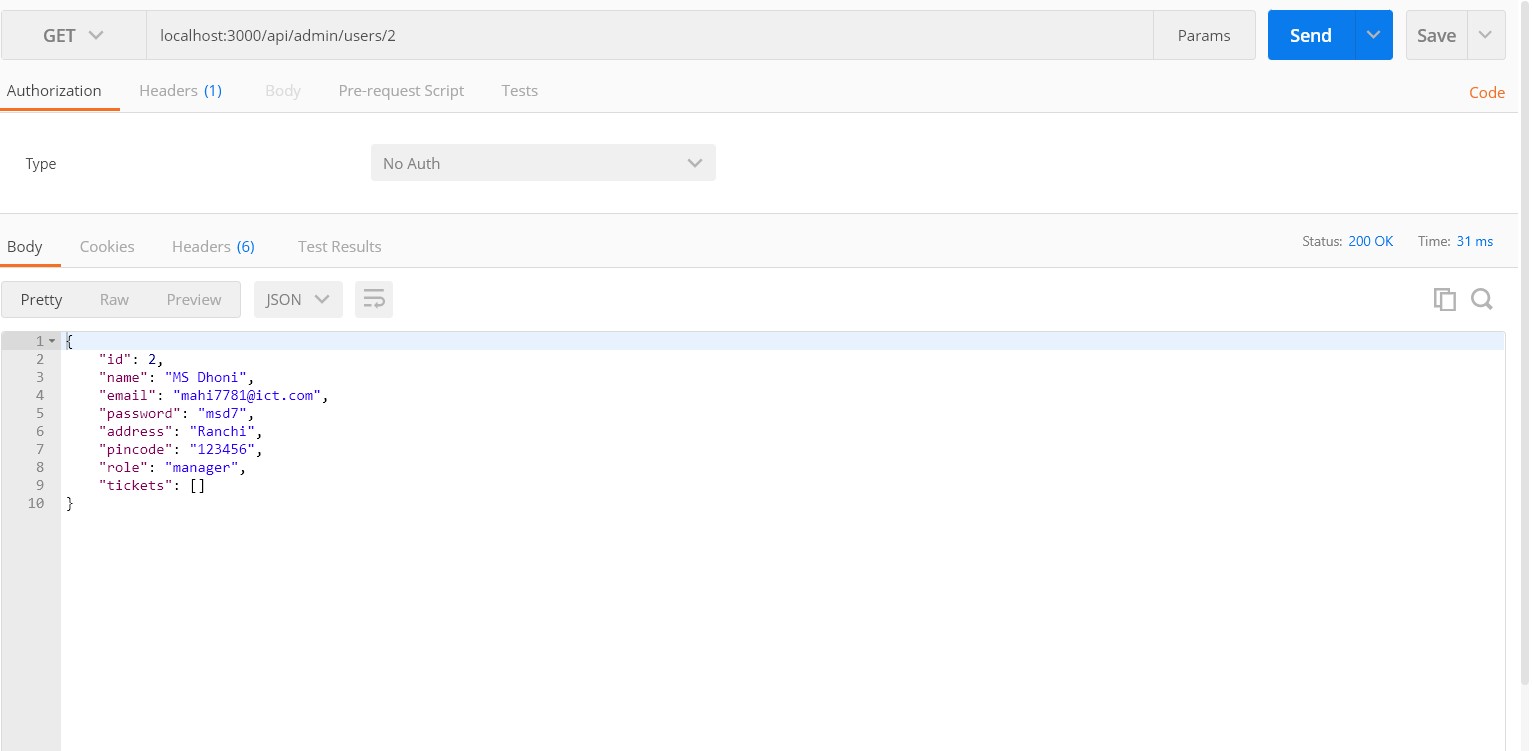 GET localhost:3000/api/admin/users/2 Params Send Save
Authorization Headers (1) Body Pre-request Script Tests Code
Type No Auth
Body Cookies Headers (6) Test Results Status: 200 OK Time: 31 ms
Pretty Raw Preview JSON
1 {
2 "id": 2,
3 "name": "MS Dhoni",
4 "email": "mahi7781@ict.com",
5 "password": "msd7",
6 "address": "Ranchi",
7 "pincode": "123456",
8 "role": "manager",
9 "tickets": []
10 }